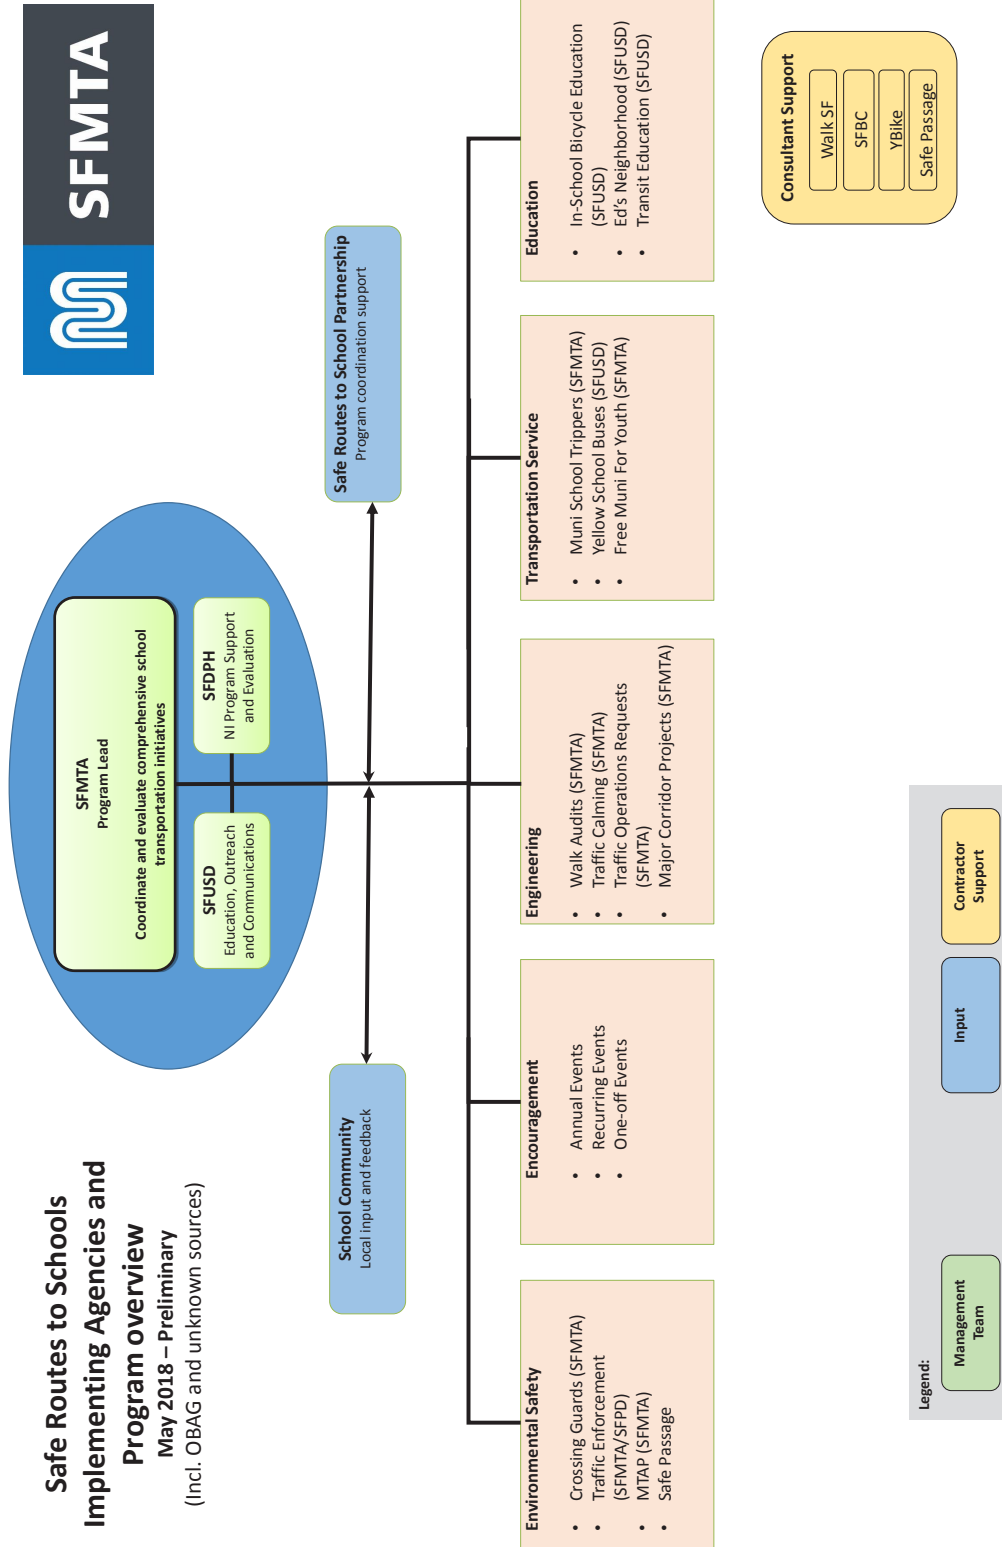 Safe Routes to Schools
Implementing Agencies and
Program overview
May 2018 – Preliminary
(Incl. OBAG and unknown sources)
SFMTA
SFMTA
Program Lead
Coordinate and evaluate comprehensive school
transportation initiatives
SFUSD
Education, Outreach
and Communications
SFDPH
NI Program Support
and Evaluation
School Community
Local input and feedback
Safe Routes to School Partnership
Program coordination support
Environmental Safety
• Crossing Guards (SFMTA)
• Traffic Enforcement
(SFMTA/SFPD)
• MTAP (SFMTA)
• Safe Passage
Encouragement
• Annual Events
• Recurring Events
• One-off Events
Engineering
• Walk Audits (SFMTA)
• Traffic Calming (SFMTA)
• Traffic Operations Requests
(SFMTA)
• Major Corridor Projects (SFMTA)
Transportation Service
• Muni School Trippers (SFMTA)
• Yellow School Buses (SFUSD)
• Free Muni For Youth (SFMTA)
Education
• In-School Bicycle Education
(SFUSD)
• Ed's Neighborhood (SFUSD)
• Transit Education (SFUSD)
Consultant Support
Walk SF
SFBC
YBike
Safe Passage
Legend:
Management
Team
Input
Contractor
Support